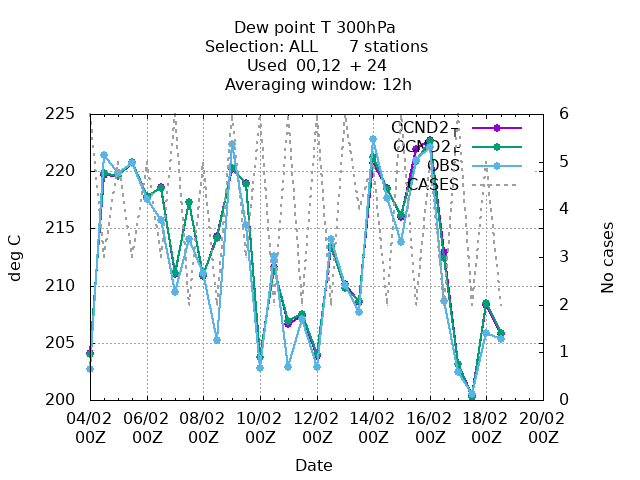 Dew point T 300hPa
Selection: ALL 7 stations
Used 00,12 + 24
Averaging window: 12h
225 6
CCND2_T
CCND2_F
OBS
CASES
220 5
215 4
210 3
205 2
200 1
0
deg C
No cases
04/02 06/02 08/02 10/02 12/02 14/02 16/02 18/02 20/02
00Z 00Z 00Z 00Z 00Z 00Z 00Z 00Z 00Z
Date